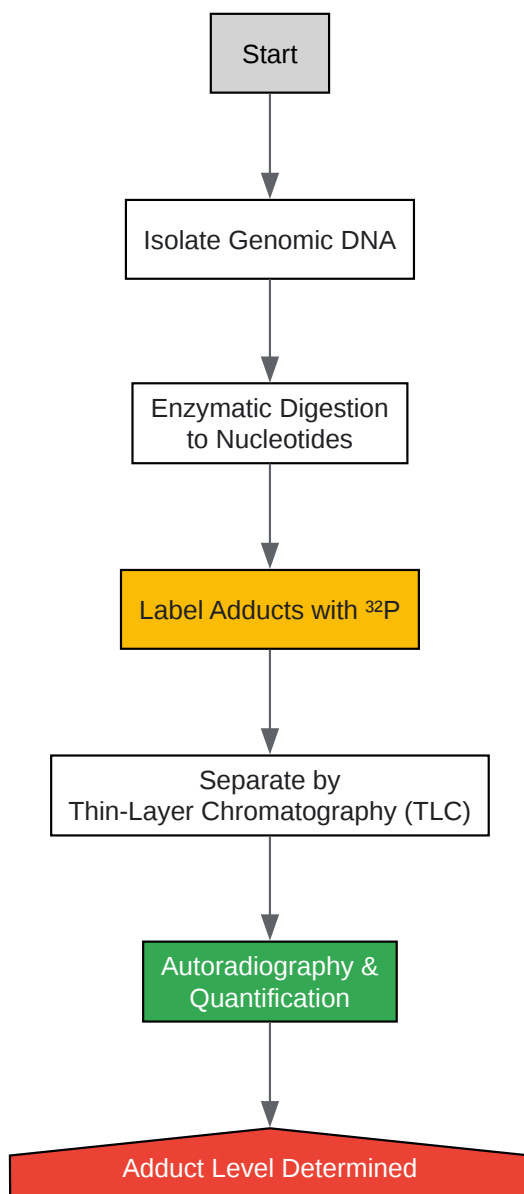 Start
Isolate Genomic DNA
Enzymatic Digestion
to Nucleotides
Label Adducts with ³²P
Separate by
Thin-Layer Chromatography (TLC)
Autoradiography &
Quantification
Adduct Level Determined